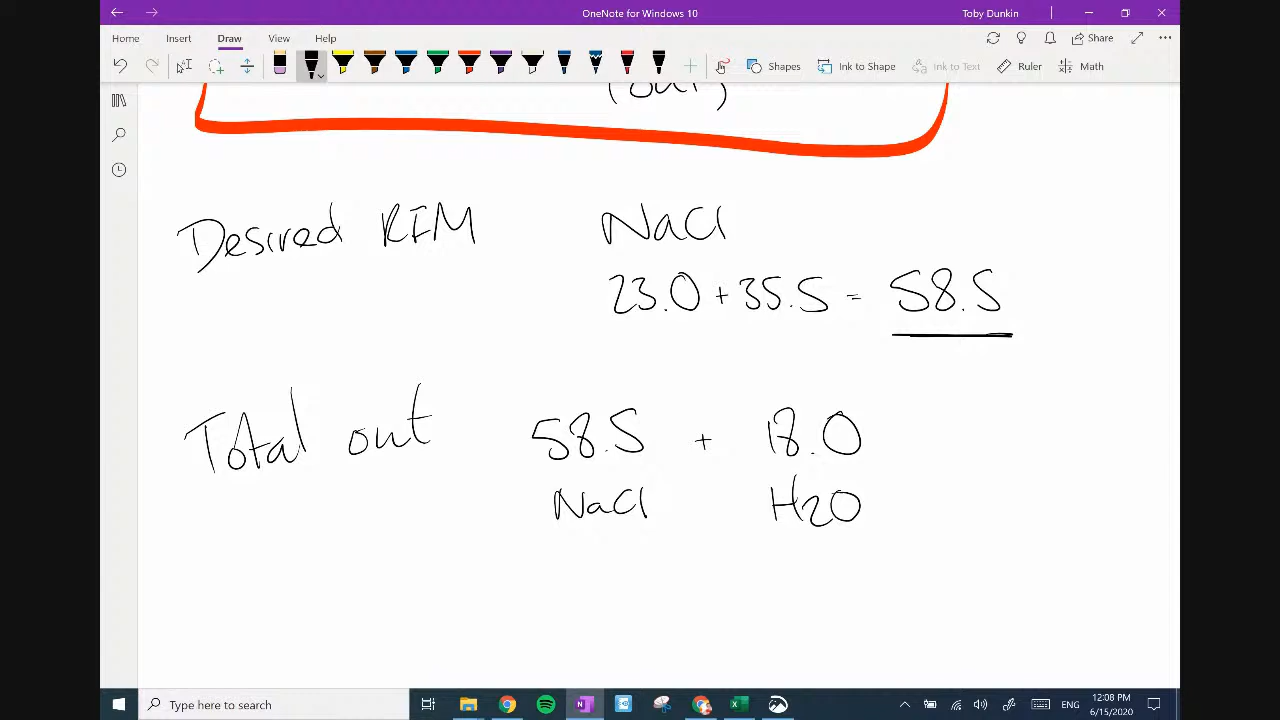 OneNote for Windows 10
Toby Dunkin
Home Insert Draw View Help
Share
Shapes Ink to Shape Ink to Text Ruler Math
Desired RFM NaCl
23.0 + 35.5 = 58.5
Total out 58.5 + 18.0
NaCl H2O
Type here to search
ENG
12:08 PM
6/15/2020